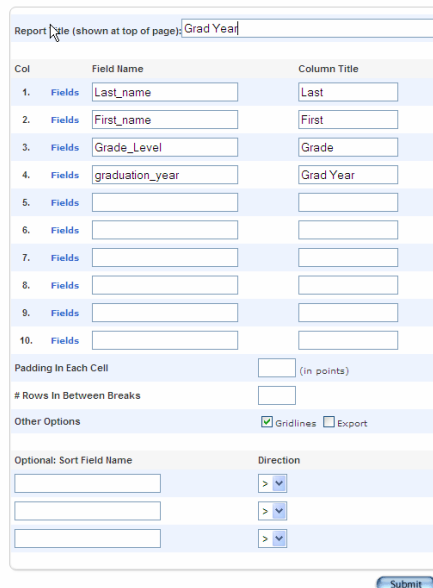 Report Title (shown at top of page): Grad Year
Col Field Name Column Title
1. Fields Last_name Last
2. Fields First_name First
3. Fields Grade_Level Grade
4. Fields graduation_year Grad Year
5. Fields
6. Fields
7. Fields
8. Fields
9. Fields
10. Fields
Padding In Each Cell (in points)
# Rows In Between Breaks
Other Options Gridlines Export
Optional: Sort Field Name Direction
>
>
>
Submit